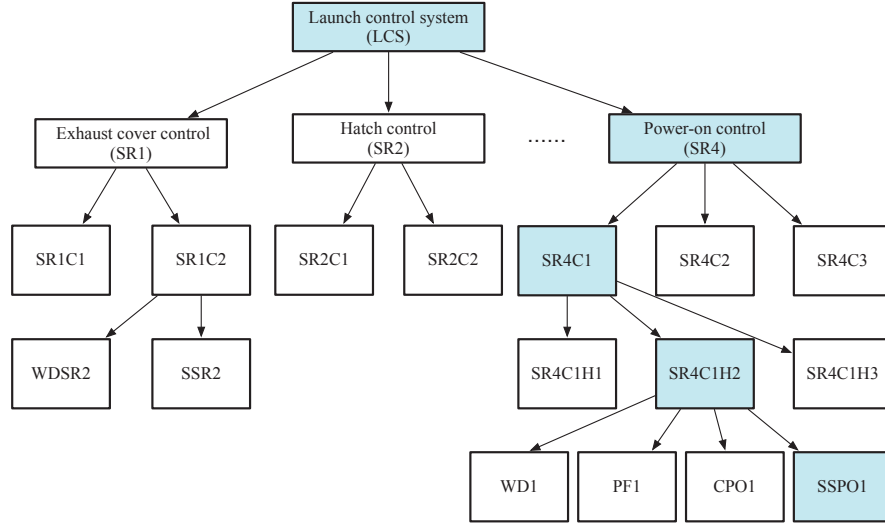 Launch control system
(LCS)
Exhaust cover control
(SR1)
Hatch control
(SR2)
......
Power-on control
(SR4)
SR1C1
SR1C2
SR2C1
SR2C2
SR4C1
SR4C2
SR4C3
WDSR2
SSR2
SR4C1H1
SR4C1H2
SR4C1H3
WD1
PF1
CPO1
SSPO1